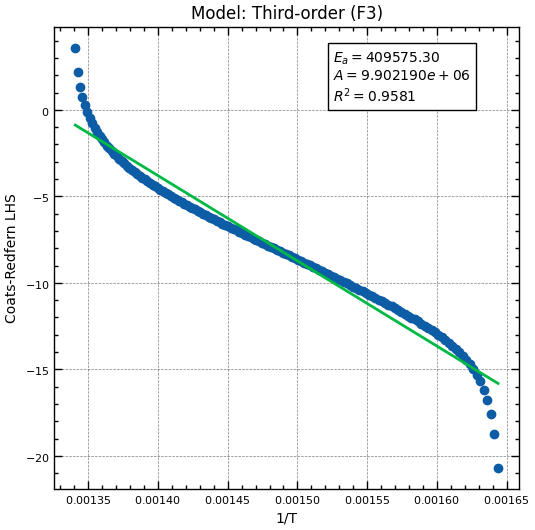 Model: Third-order (F3)
E_a = 409575.30
A = 9.902190e + 06
R² = 0.9581
Coats-Redfern LHS
0
−5
−10
−15
−20
0.00135 0.00140 0.00145 0.00150 0.00155 0.00160 0.00165
1/T